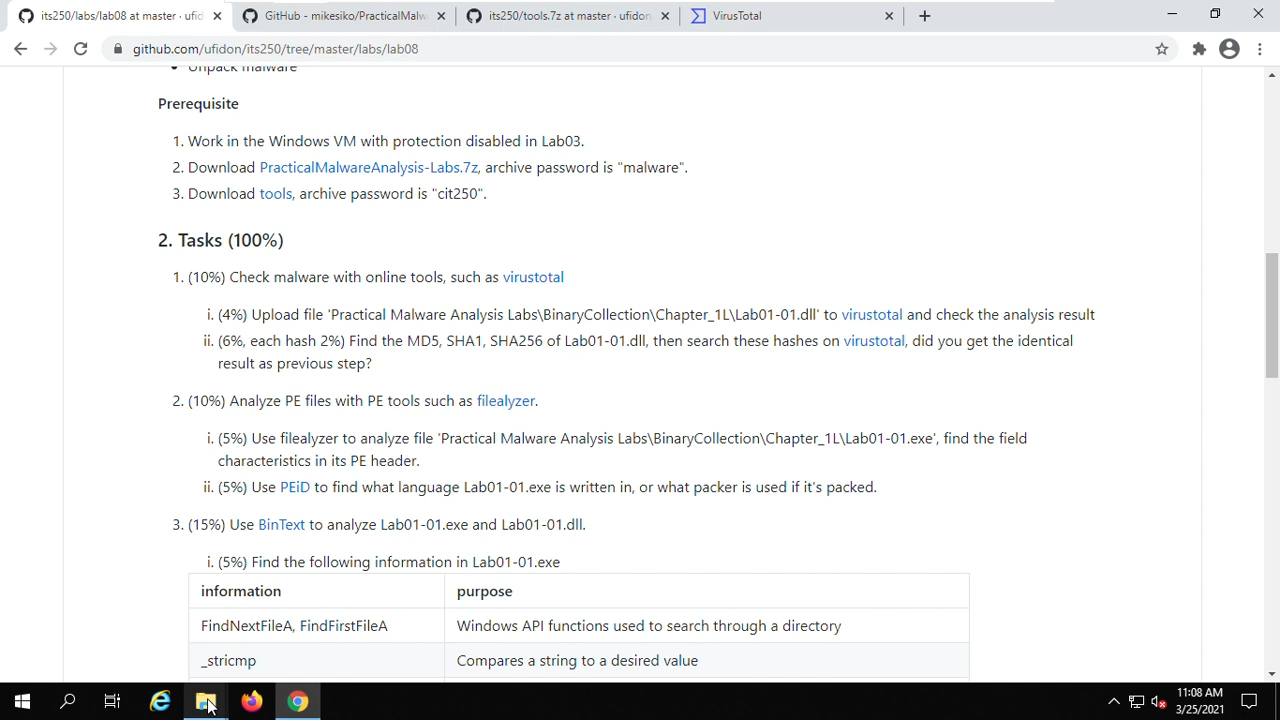 its250/labs/lab08 at master · ufid
GitHub - mikesiko/PracticalMalw
its250/tools.7z at master · ufidon
VirusTotal
github.com/ufidon/its250/tree/master/labs/lab08
Unpack malware
Prerequisite
1. Work in the Windows VM with protection disabled in Lab03.
2. Download PracticalMalwareAnalysis-Labs.7z, archive password is "malware".
3. Download tools, archive password is "cit250".
2. Tasks (100%)
1. (10%) Check malware with online tools, such as virustotal
i. (4%) Upload file 'Practical Malware Analysis Labs\BinaryCollection\Chapter_1L\Lab01-01.dll' to virustotal and check the analysis result
ii. (6%, each hash 2%) Find the MD5, SHA1, SHA256 of Lab01-01.dll, then search these hashes on virustotal, did you get the identical
result as previous step?
2. (10%) Analyze PE files with PE tools such as filealyzer.
i. (5%) Use filealyzer to analyze file 'Practical Malware Analysis Labs\BinaryCollection\Chapter_1L\Lab01-01.exe', find the field
characteristics in its PE header.
ii. (5%) Use PEiD to find what language Lab01-01.exe is written in, or what packer is used if it's packed.
3. (15%) Use BinText to analyze Lab01-01.exe and Lab01-01.dll.
i. (5%) Find the following information in Lab01-01.exe
information purpose
FindNextFileA, FindFirstFileA Windows API functions used to search through a directory
_stricmp Compares a string to a desired value
11:08 AM
3/25/2021